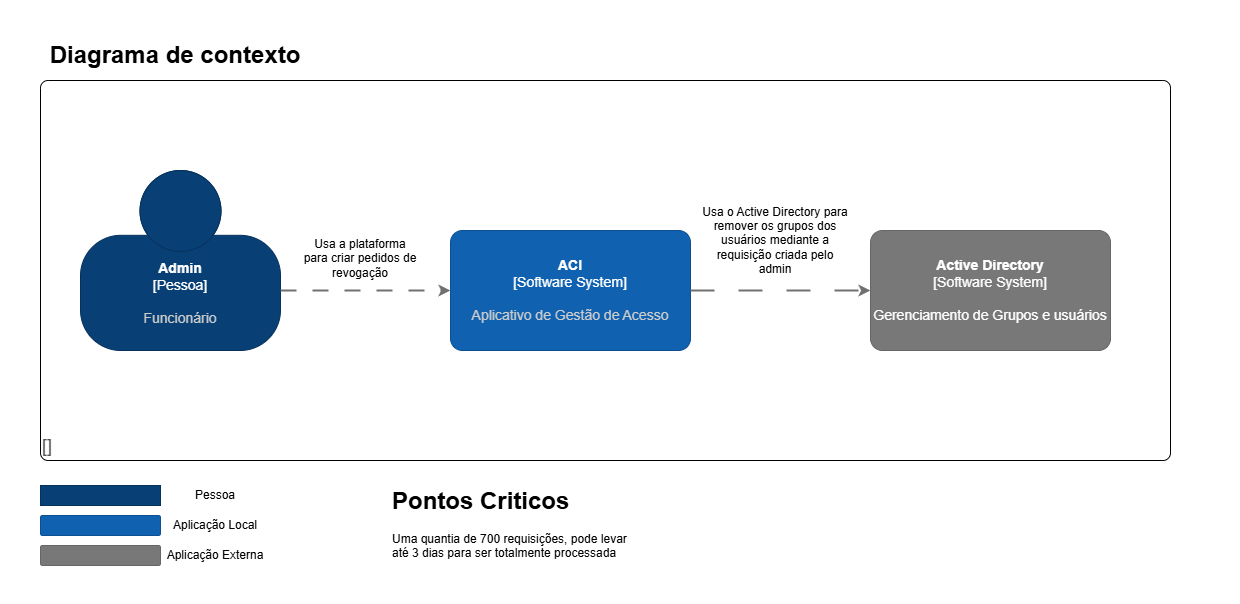 Diagrama de contexto
Admin
[Pessoa]
Funcionário
Usa a plataforma
para criar pedidos de
revogação
ACI
[Software System]
Aplicativo de Gestão de Acesso
Usa o Active Directory para
remover os grupos dos
usuários mediante a
requisição criada pelo
admin
Active Directory
[Software System]
Gerenciamento de Grupos e usuários
[]
Pessoa
Aplicação Local
Aplicação Externa
Pontos Criticos
Uma quantia de 700 requisições, pode levar
até 3 dias para ser totalmente processada